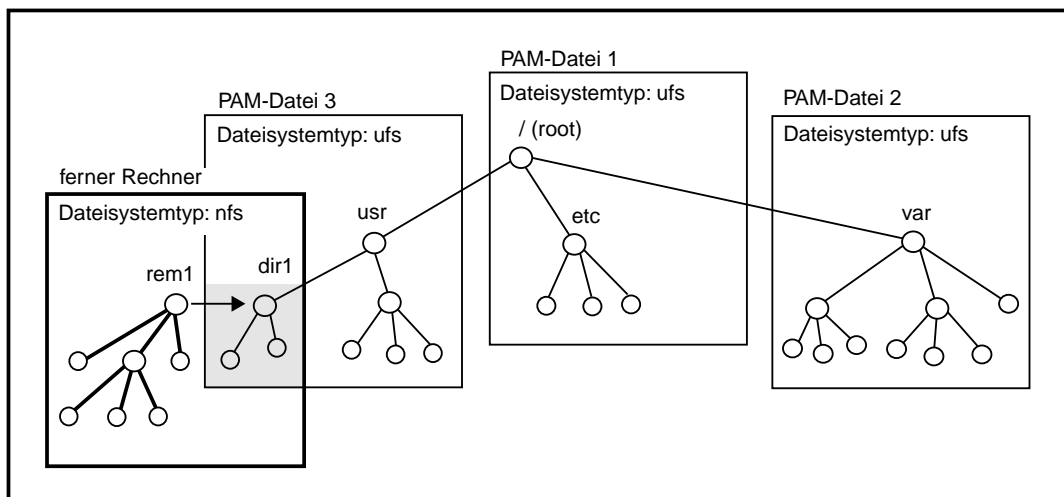 PAM-Datei 1
Dateisystemtyp: ufs
/ (root)
etc
PAM-Datei 3
Dateisystemtyp: ufs
usr
dir1
PAM-Datei 2
Dateisystemtyp: ufs
var
ferner Rechner
Dateisystemtyp: nfs
rem1